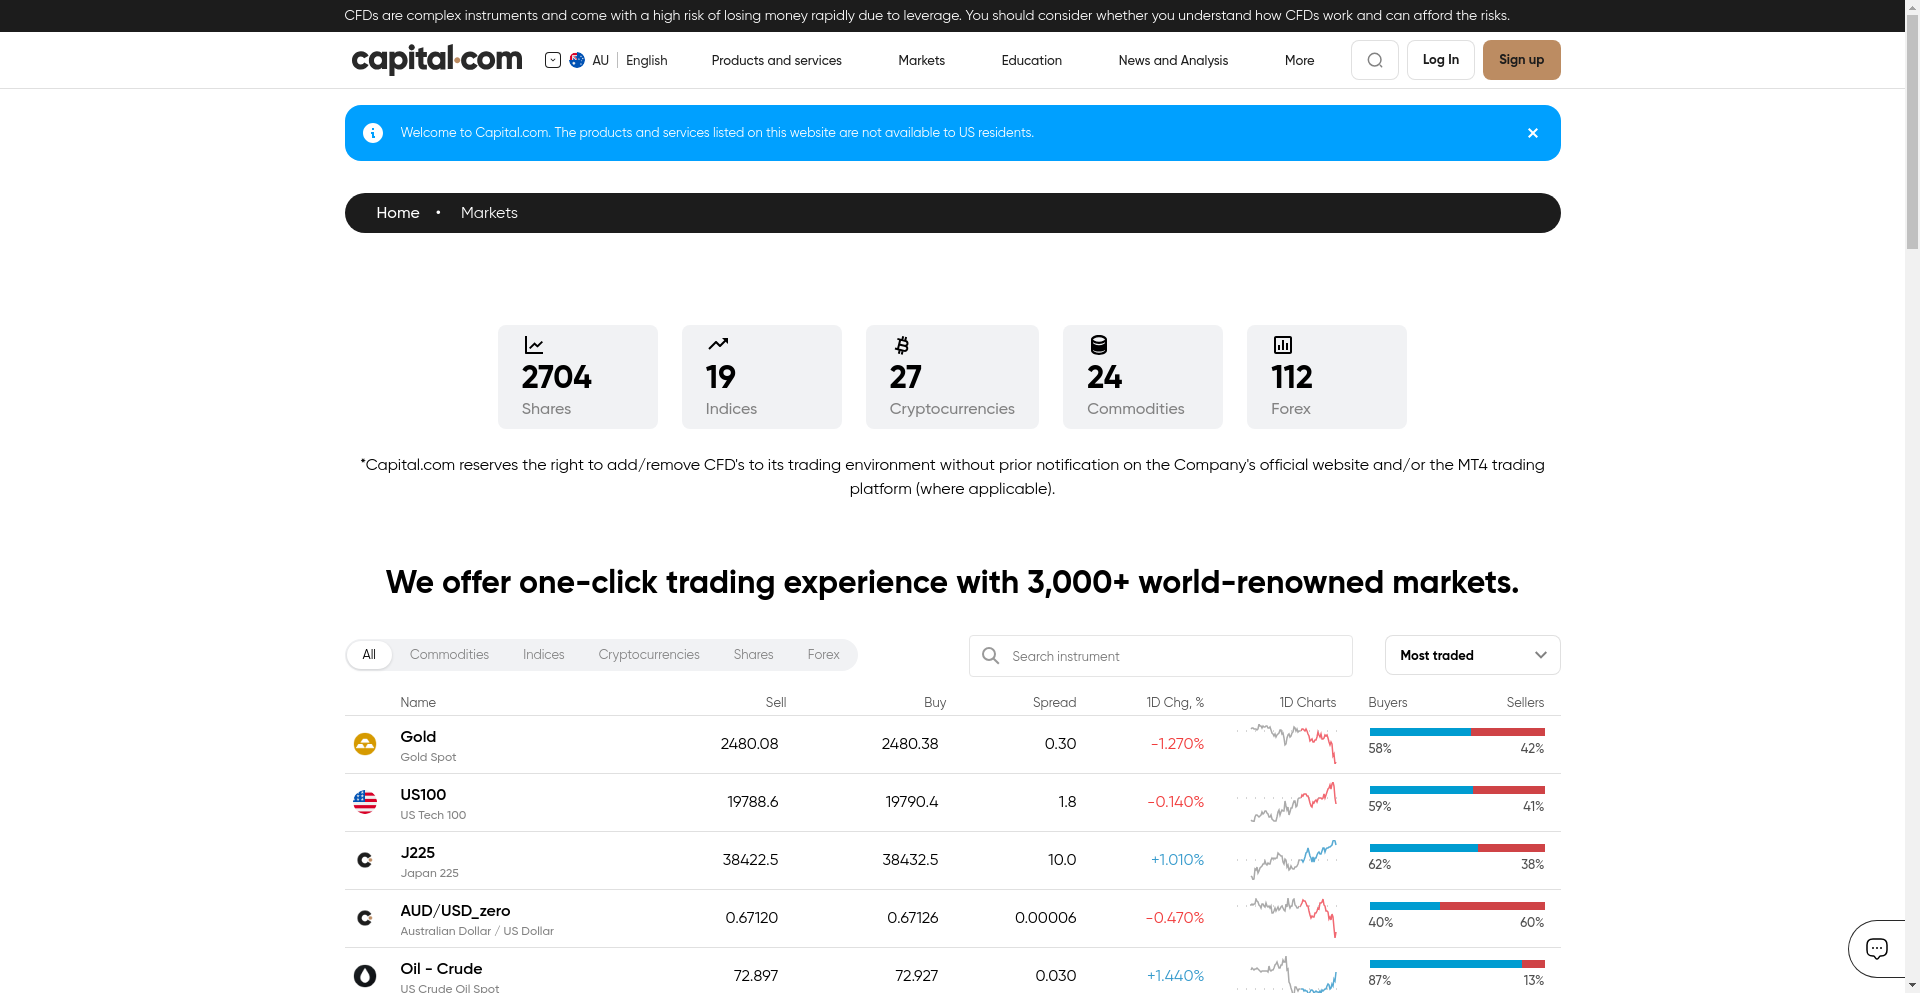 CFDs are complex instruments and come with a high risk of losing money rapidly due to leverage. You should consider whether you understand how CFDs work and can afford the risks.
capital.com AU English Products and services Markets Education News and Analysis More Log In Sign up
Welcome to Capital.com. The products and services listed on this website are not available to US residents.
Home • Markets
2704 19 27 24 112
Shares Indices Cryptocurrencies Commodities Forex
*Capital.com reserves the right to add/remove CFD's to its trading environment without prior notification on the Company's official website and/or the MT4 trading
platform (where applicable).
We offer one-click trading experience with 3,000+ world-renowned markets.
All Commodities Indices Cryptocurrencies Shares Forex Search instrument Most traded
Name Sell Buy Spread 1D Chg, % 1D Charts Buyers Sellers
Gold 2480.08 2480.38 0.30 -1.270% 58% 42%
Gold Spot
US100 19788.6 19790.4 1.8 -0.140% 59% 41%
US Tech 100
J225 38422.5 38432.5 10.0 +1.010% 62% 38%
Japan 225
AUD/USD_zero 0.67120 0.67126 0.00006 -0.470% 40% 60%
Australian Dollar / US Dollar
Oil - Crude 72.897 72.927 0.030 +1.440% 87% 13%
US Crude Oil Spot